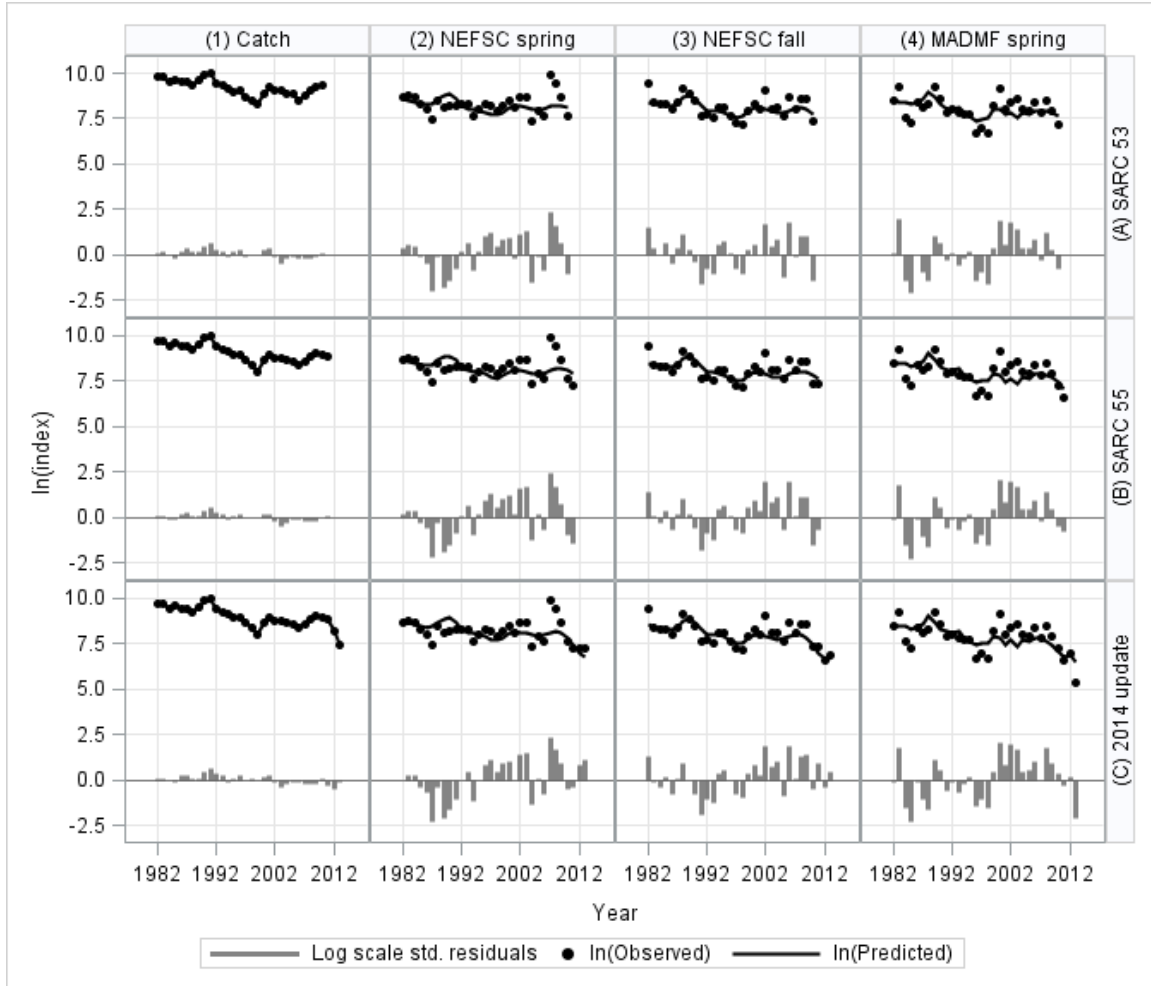 (1) Catch (2) NEFSC spring (3) NEFSC fall (4) MADMF spring
10.0
7.5
5.0
2.5
0.0
-2.5
(A) SARC 53
10.0
7.5
5.0
2.5
0.0
-2.5
(B) SARC 55
ln(index)
10.0
7.5
5.0
2.5
0.0
-2.5
(C) 2014 update
1982 1992 2002 2012 1982 1992 2002 2012 1982 1992 2002 2012 1982 1992 2002 2012
Year
Log scale std. residuals ln(Observed) ln(Predicted)